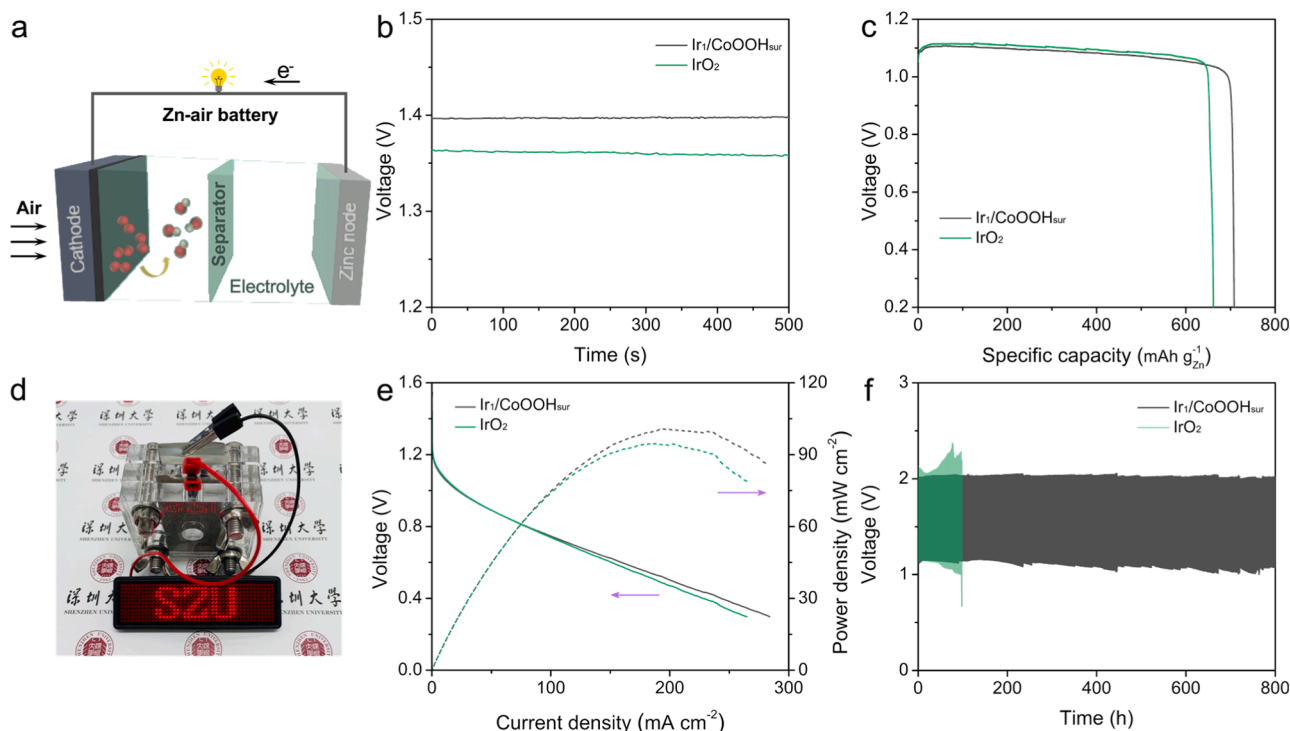 a
e-
Zn-air battery
Air
Cathode
Separator
Electrolyte
Zinc node
b
Ir₁/CoOOHsur
IrO₂
1.5
1.4
1.3
1.2
Voltage (V)
0
100
200
300
400
500
Time (s)
c
Ir₁/CoOOHsur
IrO₂
1.2
1.0
0.8
0.6
0.4
0.2
Voltage (V)
0
200
400
600
800
Specific capacity (mAh g⁻¹Zn)
d
深圳大学
SHENZHEN UNIVERSITY
SZU
e
Ir₁/CoOOHsur
IrO₂
1.6
1.2
0.8
0.4
0.0
Voltage (V)
120
90
60
30
0
Power density (mW cm⁻²)
0
100
200
300
Current density (mA cm⁻²)
f
Ir₁/CoOOHsur
IrO₂
3
2
1
0
Voltage (V)
0
100
200
300
400
500
600
700
800
Time (h)